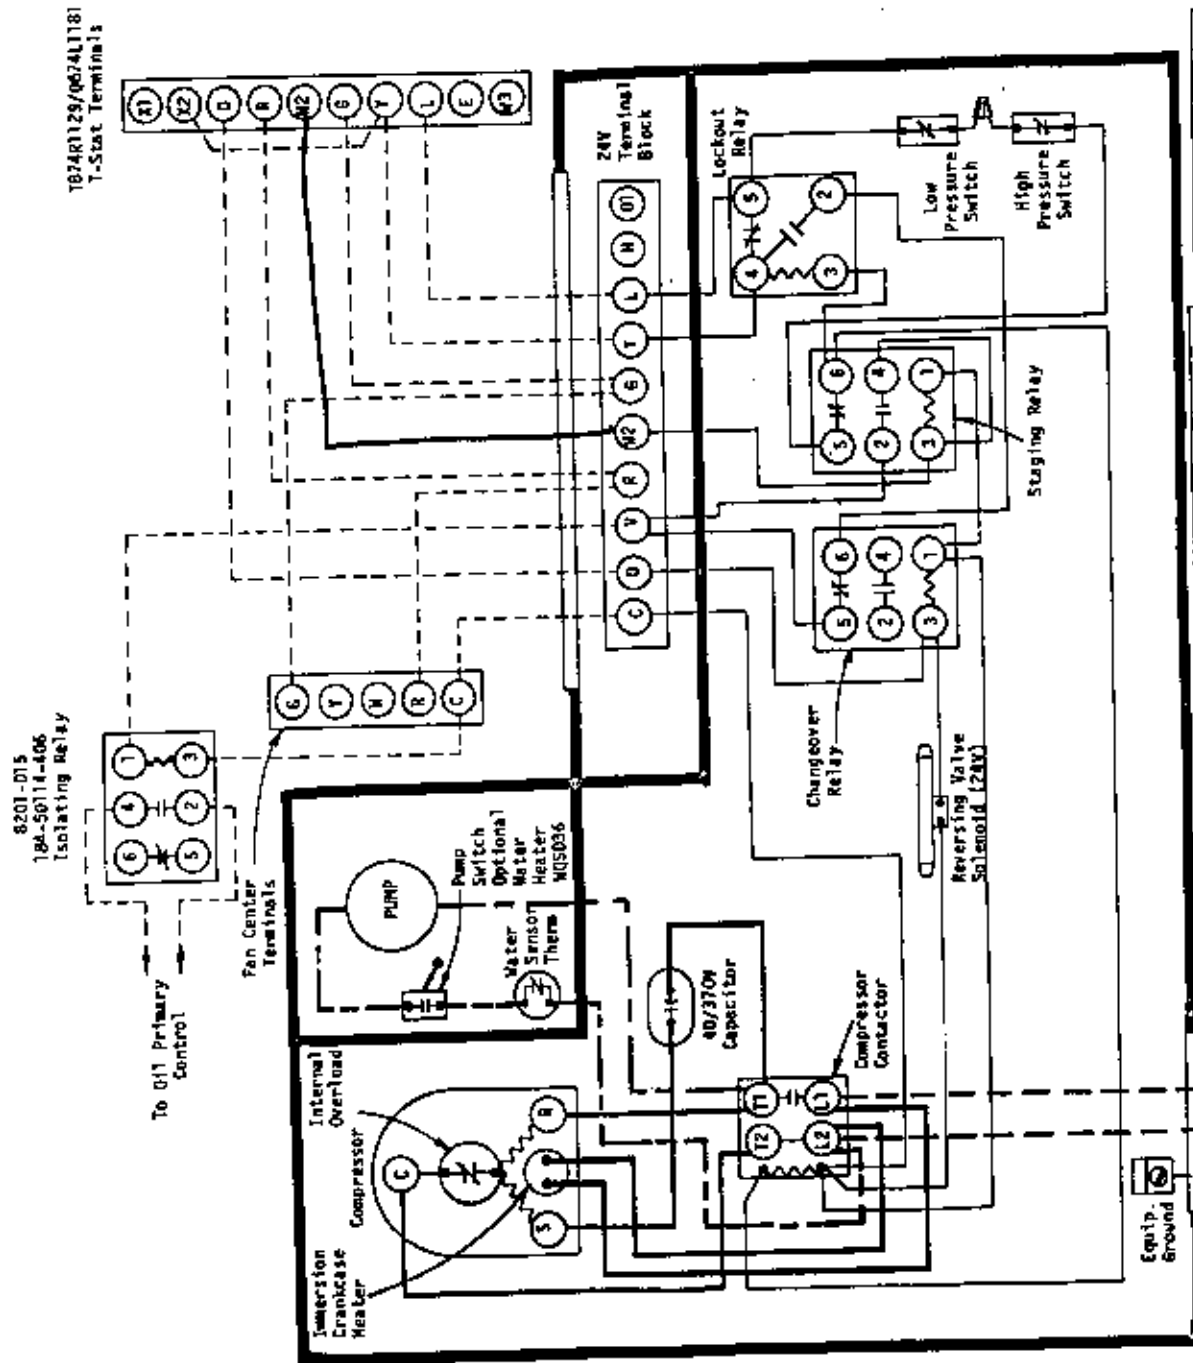 T874R1129/Q674L1181
T-Stat Terminals
X1
X2
O
R
W2
G
Y
L
E
W3
8201-015
18A-50114-406
Isolating Relay
1
3
4
2
6
5
To Oil Primary
Control
Fan Center
Terminals
G
Y
W
R
C
24V
Terminal
Block
O1
H
L
Y
G
W2
R
V
O
C
Lockout
Relay
5
2
4
3
Low
Pressure
Switch
High
Pressure
Switch
6
4
1
5
2
3
Staging Relay
6
4
1
5
2
3
Changeover
Relay
Reversing Valve
Solenoid (24V)
PUMP
Pump
Switch
Optional
Water
Heater
WQS036
Water
Sensor
Therm
40/370V
Capacitor
Compressor
Contactor
T1
L1
T2
L2
Internal
Overload
Compressor
C
R
S
Immersion
Crankcase
Heater
Equip.
Ground